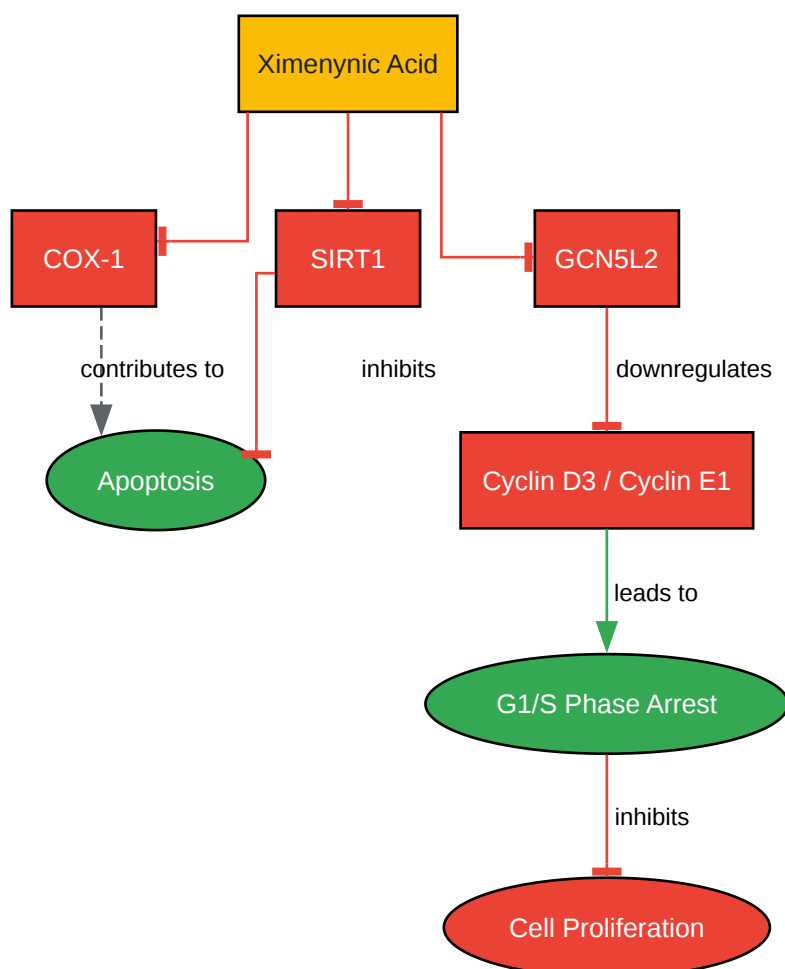 Ximenynic Acid
COX-1
SIRT1
GCN5L2
contributes to
inhibits
downregulates
Apoptosis
Cyclin D3 / Cyclin E1
leads to
G1/S Phase Arrest
inhibits
Cell Proliferation